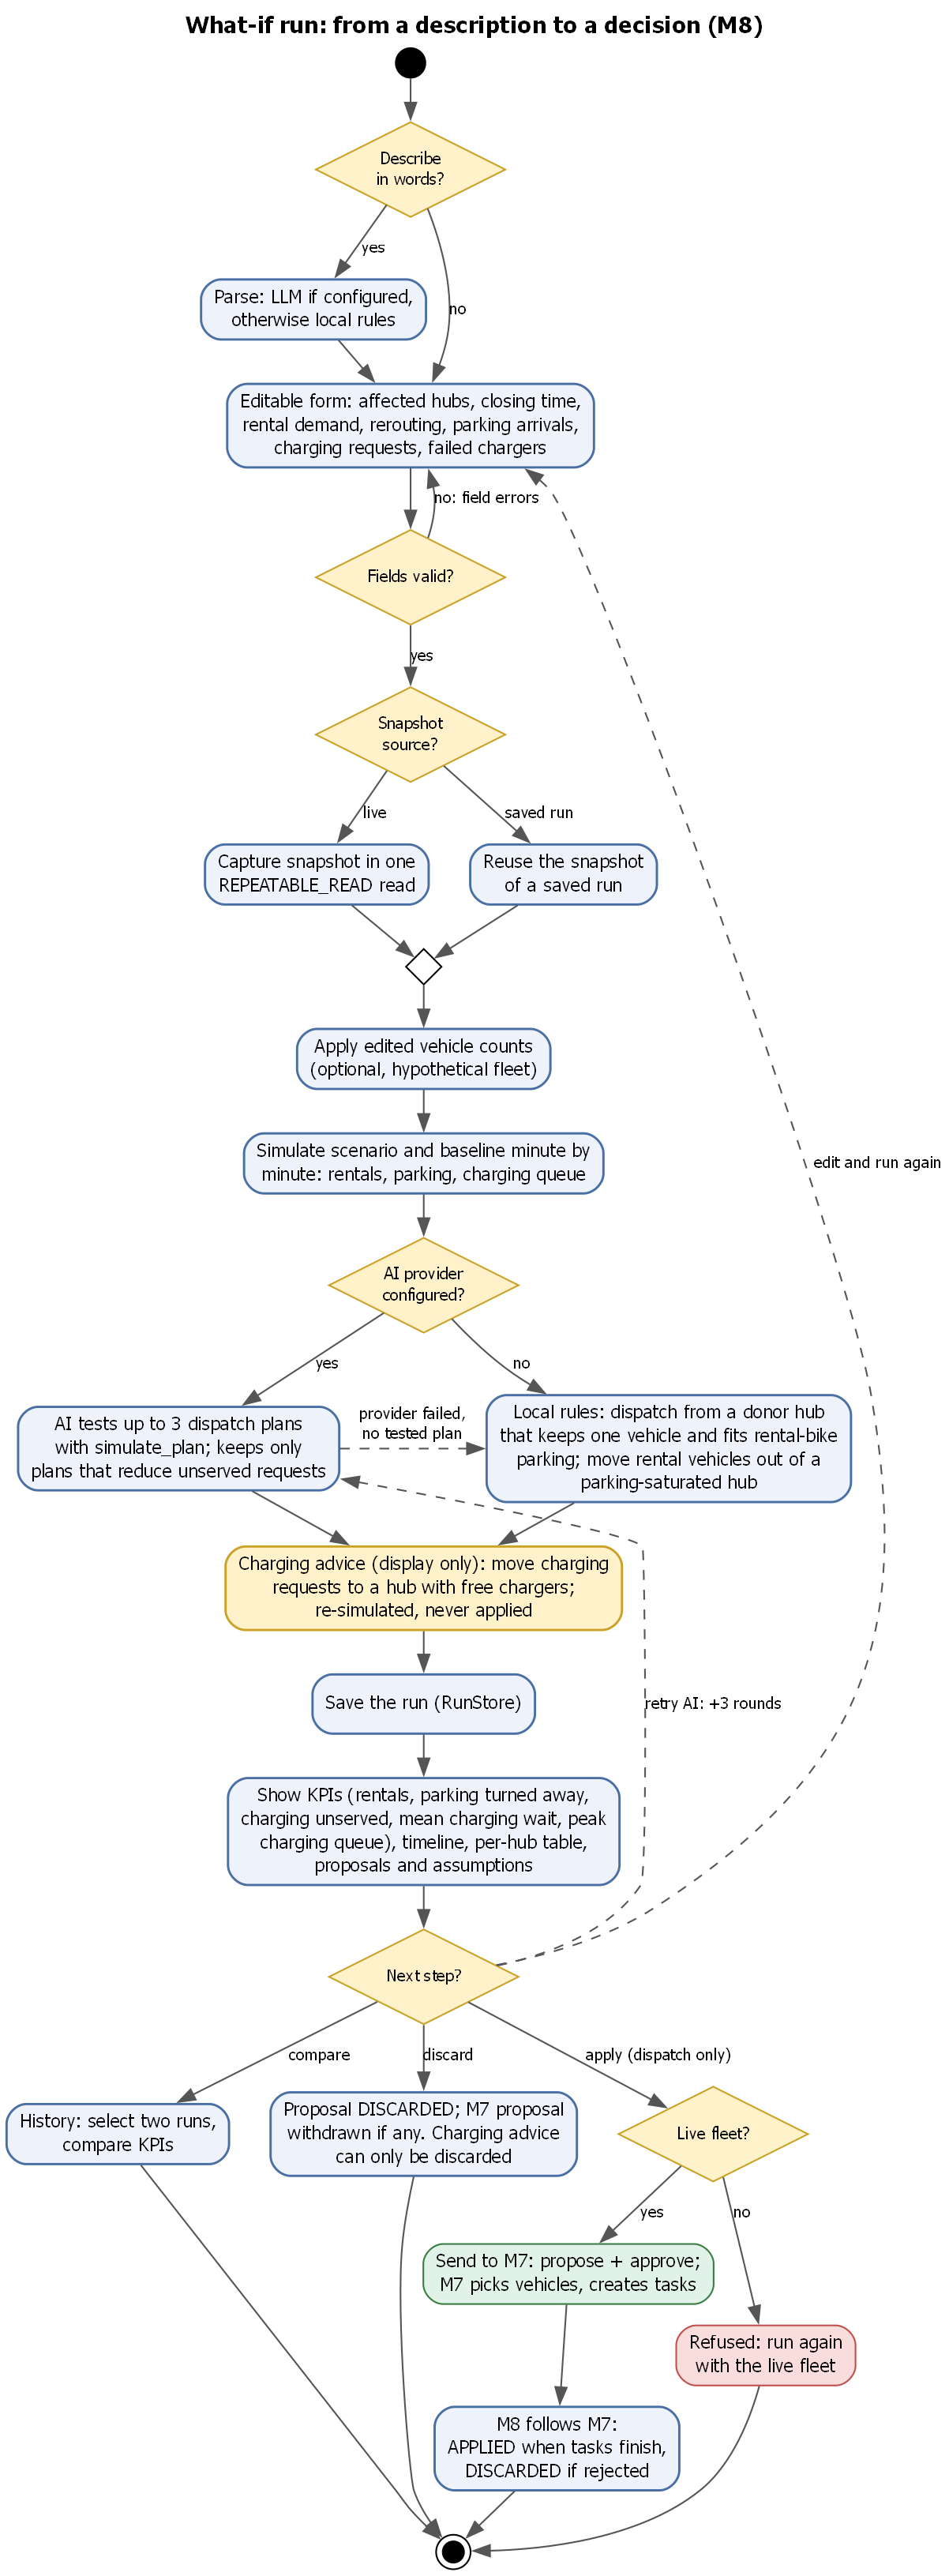 What-if run: from a description to a decision (M8)
Describe
in words?
yes
no
Parse: LLM if configured,
otherwise local rules
Editable form: affected hubs, closing time,
rental demand, rerouting, parking arrivals,
charging requests, failed chargers
no: field errors
Fields valid?
yes
Snapshot
source?
live
saved run
Capture snapshot in one
REPEATABLE_READ read
Reuse the snapshot
of a saved run
Apply edited vehicle counts
(optional, hypothetical fleet)
Simulate scenario and baseline minute by
minute: rentals, parking, charging queue
edit and run again
AI provider
configured?
yes
no
AI tests up to 3 dispatch plans
with simulate_plan; keeps only
plans that reduce unserved requests
provider failed,
no tested plan
Local rules: dispatch from a donor hub
that keeps one vehicle and fits rental-bike
parking; move rental vehicles out of a
parking-saturated hub
Charging advice (display only): move charging
requests to a hub with free chargers;
re-simulated, never applied
Save the run (RunStore)
retry AI: +3 rounds
Show KPIs (rentals, parking turned away,
charging unserved, mean charging wait, peak
charging queue), timeline, per-hub table,
proposals and assumptions
Next step?
compare
discard
apply (dispatch only)
History: select two runs,
compare KPIs
Proposal DISCARDED; M7 proposal
withdrawn if any. Charging advice
can only be discarded
Live fleet?
yes
no
Send to M7: propose + approve;
M7 picks vehicles, creates tasks
Refused: run again
with the live fleet
M8 follows M7:
APPLIED when tasks finish,
DISCARDED if rejected